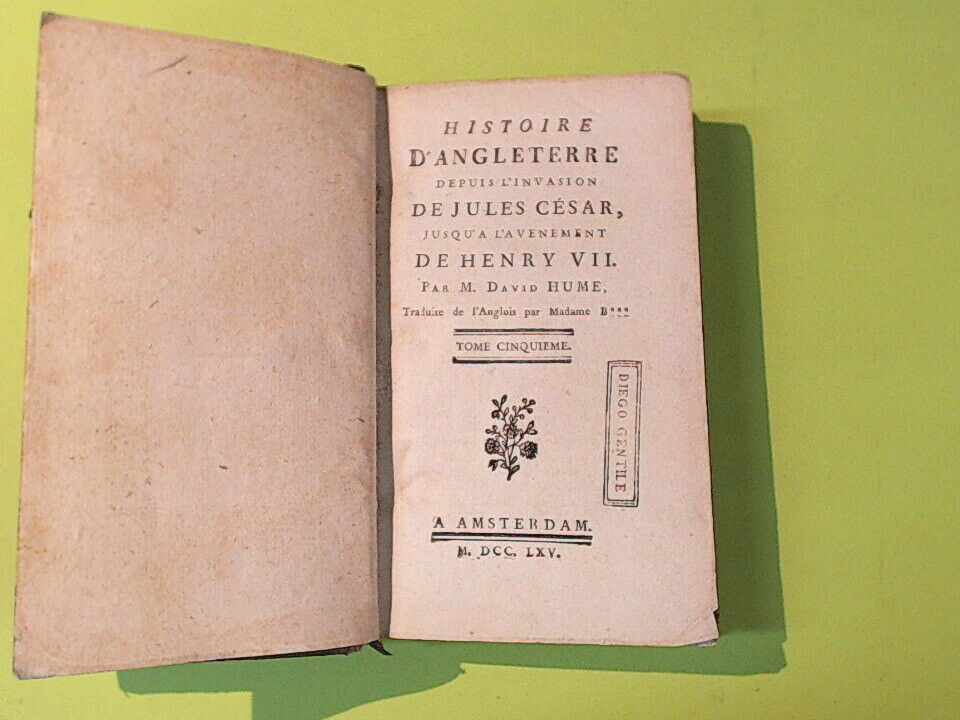 HISTOIRE
D'ANGLETERRE
DEPUIS L'INVASION
DE JULES CÉSAR,
JUSQU'A L'AVENEMENT
DE HENRY VII.
PAR M. DAVID HUME,
Traduite de l'Anglois par Madame B***
TOME CINQUIEME.
DIEGO GENTILE
A AMSTERDAM.
M. DCC. LXV.